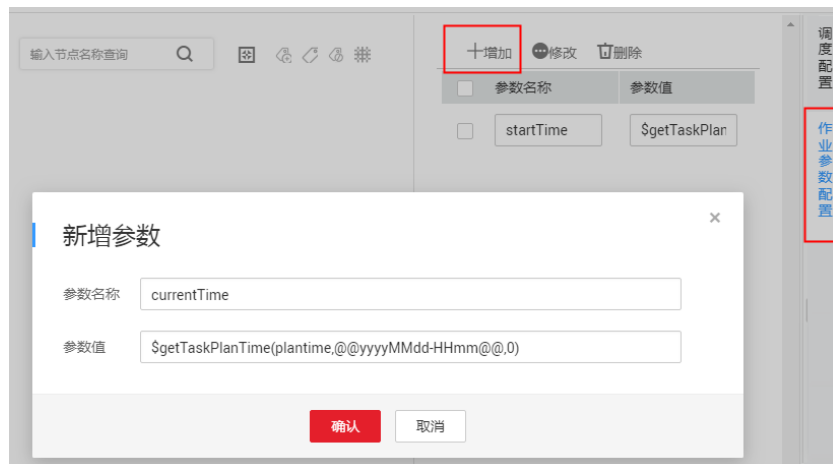 输入节点名称查询
增加 修改 删除
参数名称 参数值
startTime $getTaskPlan
调度配置
作业参数配置
新增参数
参数名称 currentTime
参数值 $getTaskPlanTime(plantime,@@yyyyMMdd-HHmm@@,0)
确认 取消